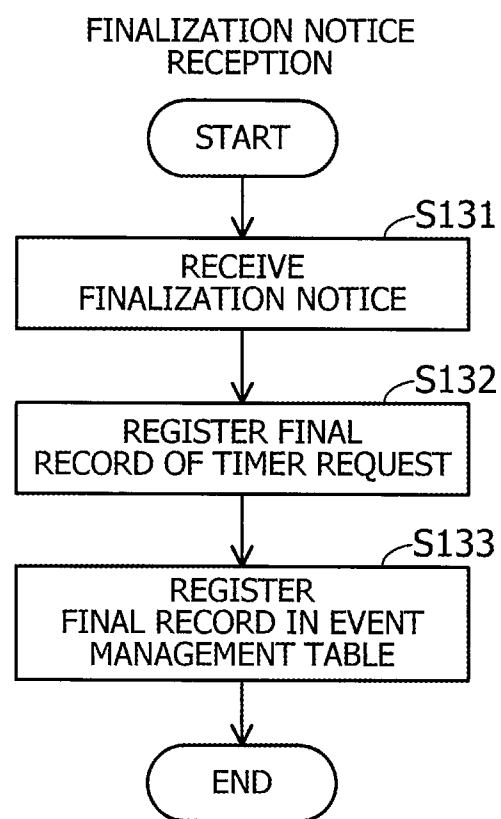 FINALIZATION NOTICE
RECEPTION
START
S131
RECEIVE
FINALIZATION NOTICE
S132
REGISTER FINAL
RECORD OF TIMER REQUEST
S133
REGISTER
FINAL RECORD IN EVENT
MANAGEMENT TABLE
END